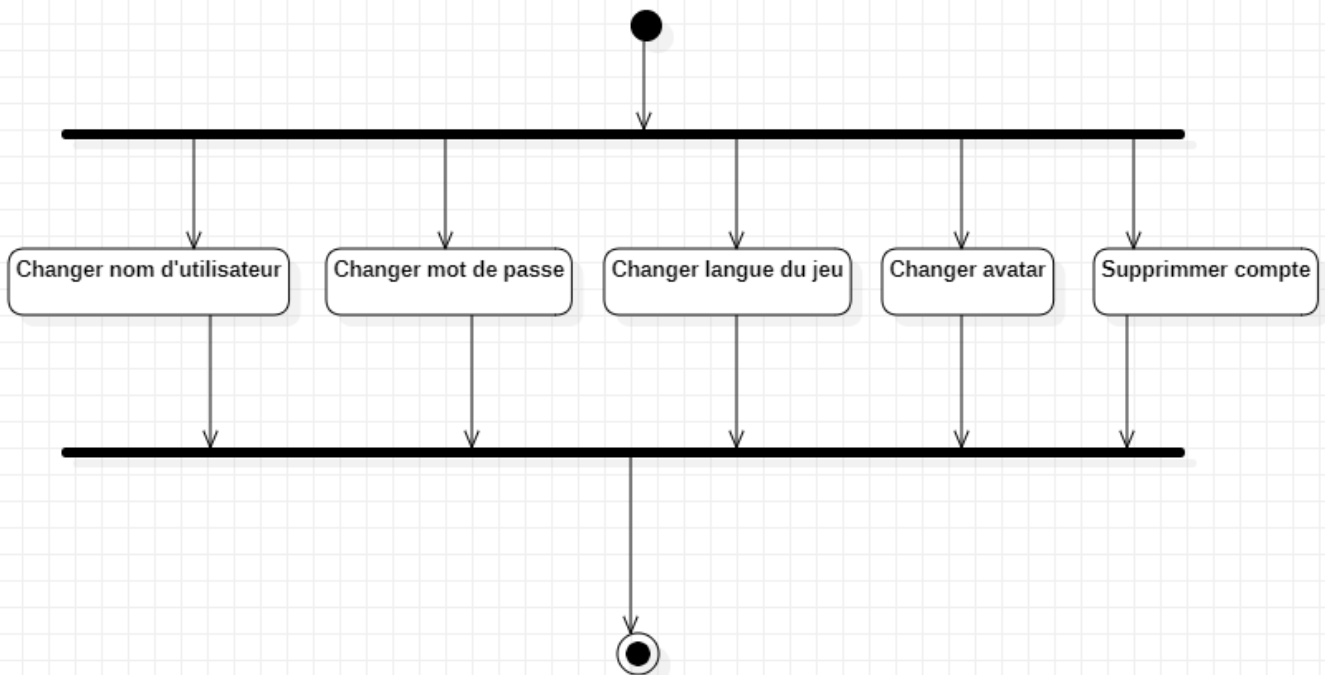 Changer nom d'utilisateur
Changer mot de passe
Changer langue du jeu
Changer avatar
Supprimmer compte